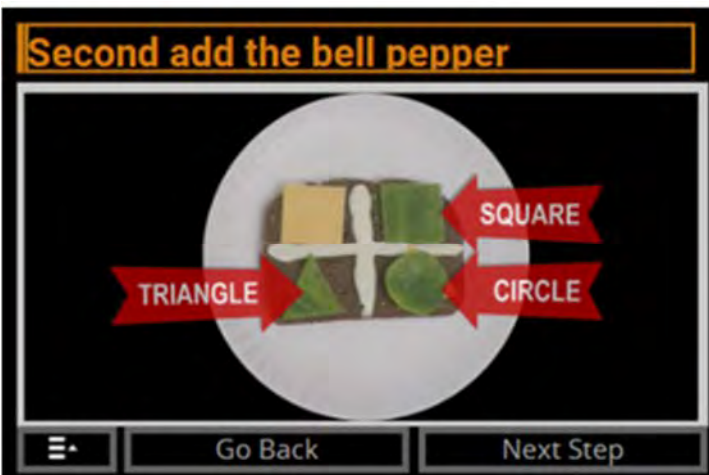 Second add the bell pepper
SQUARE
TRIANGLE
CIRCLE
Go Back
Next Step